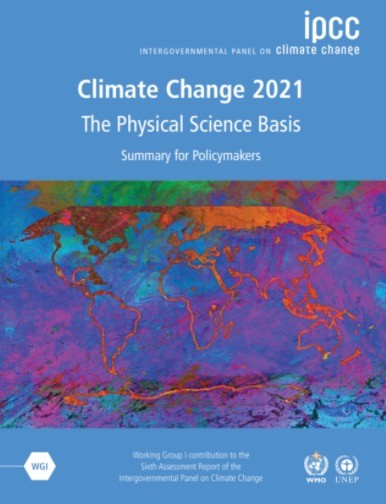 ipcc
INTERGOVERNMENTAL PANEL ON climate change
Climate Change 2021
The Physical Science Basis
Summary for Policymakers
WGI
Working Group I contribution to the
Sixth Assessment Report of the
Intergovernmental Panel on Climate Change
WMO
UNEP